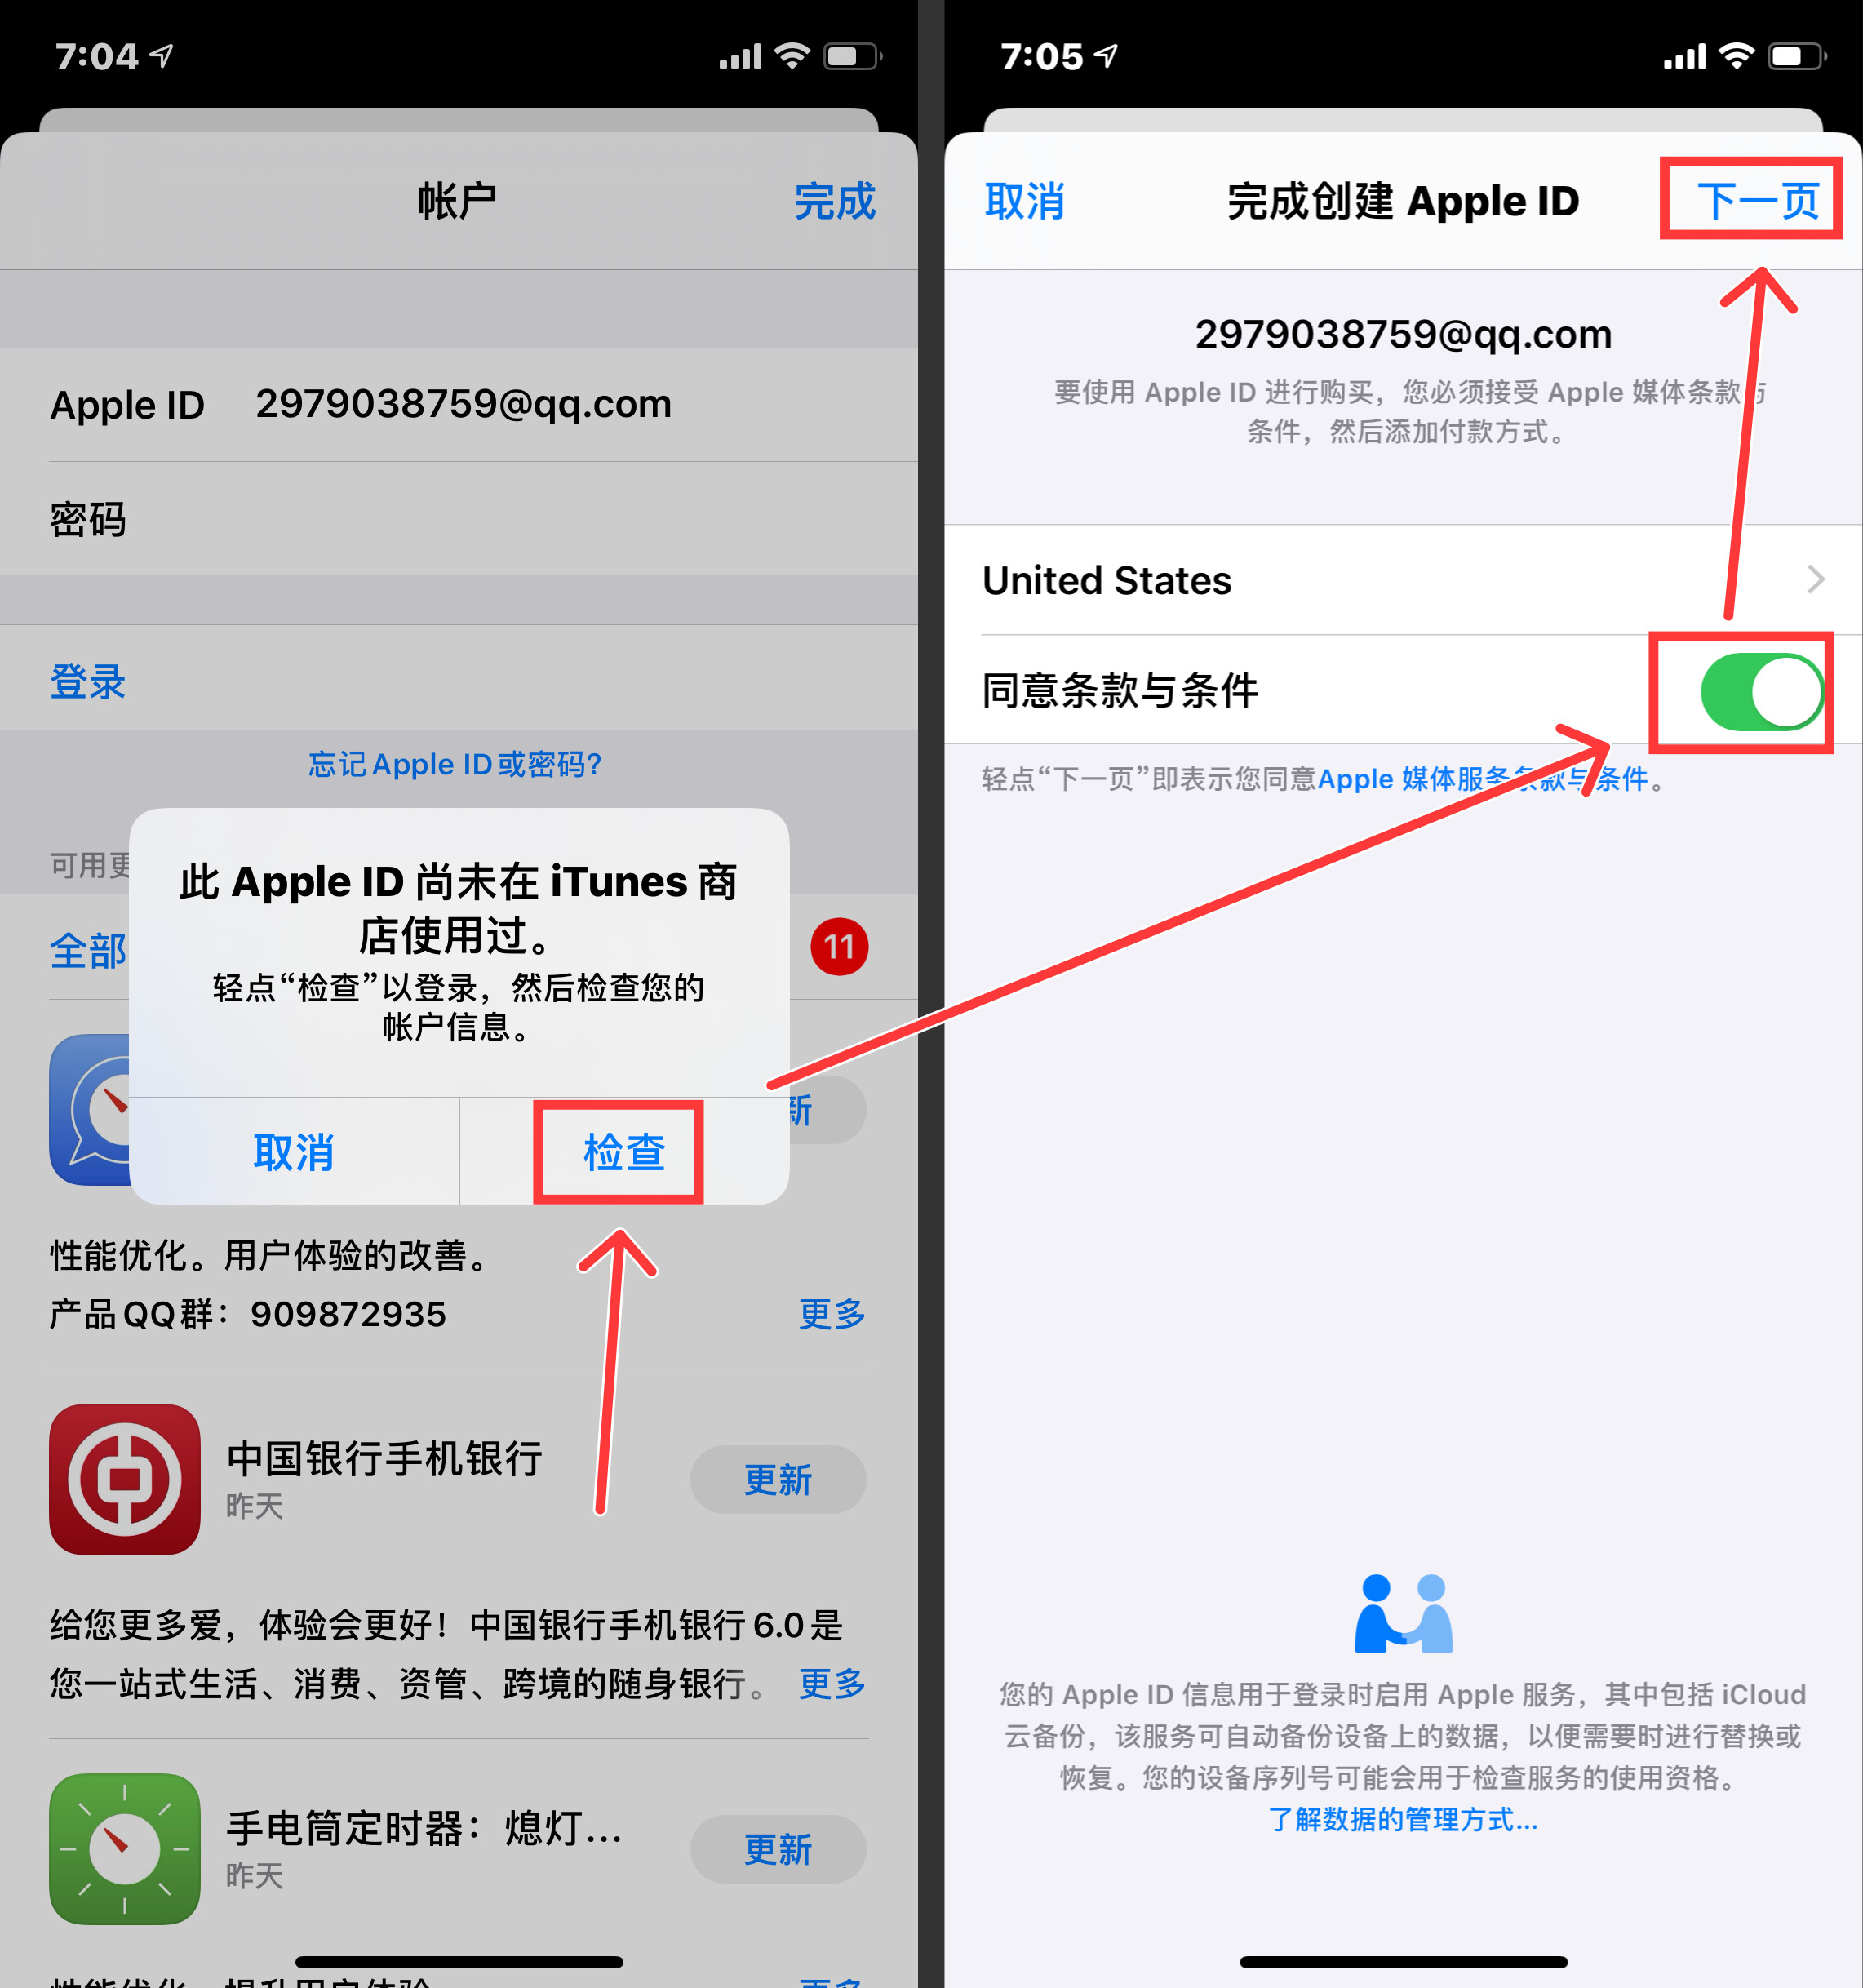 7:04
帐户
完成
Apple ID 2979038759@qq.com
密码
登录
忘记 Apple ID 或密码?
可用更
全部
11
此 Apple ID 尚未在 iTunes 商
店使用过。
轻点“检查”以登录，然后检查您的
帐户信息。
新
取消
检查
性能优化。用户体验的改善。
产品QQ群：909872935
更多
中国银行手机银行
昨天
更新
给您更多爱，体验会更好！中国银行手机银行6.0是
您一站式生活、消费、资管、跨境的随身银行。
更多
手电筒定时器：熄灯...
昨天
更新
7:05
取消
完成创建 Apple ID
下一页
2979038759@qq.com
要使用 Apple ID 进行购买，您必须接受 Apple 媒体条款与
条件，然后添加付款方式。
United States
同意条款与条件
轻点“下一页”即表示您同意Apple 媒体服务条款与条件。
您的 Apple ID 信息用于登录时启用 Apple 服务，其中包括 iCloud
云备份，该服务可自动备份设备上的数据，以便需要时进行替换或
恢复。您的设备序列号可能会用于检查服务的使用资格。
了解数据的管理方式...